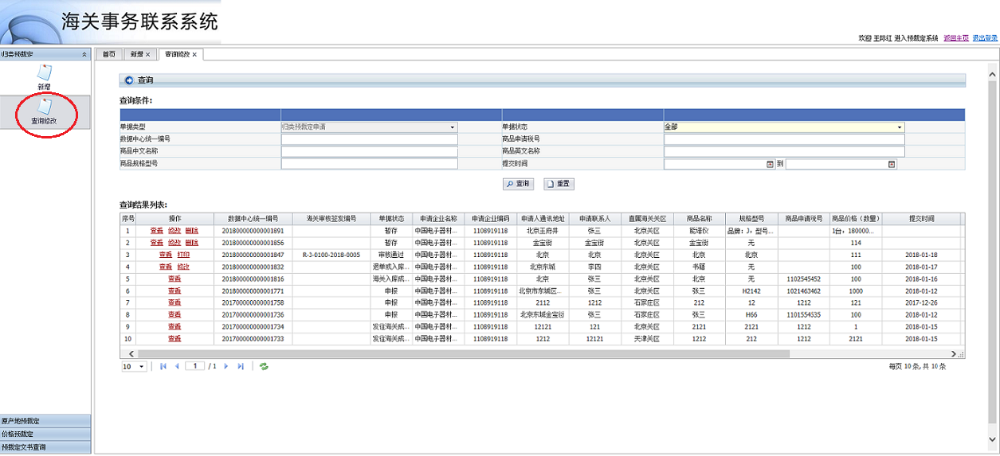 海关事务联系系统
欢迎 王际红 进入预裁定系统 返回主页 退出登录
归类预裁定
首页 新增 × 查询修改 ×
新增
查询修改
查询
查询条件:
单据类型 归类预裁定申请 单据状态 全部
数据中心统一编号 商品申请税号
商品中文名称 商品英文名称
商品规格型号 提交时间 到
查询 重置
查询结果列表:
序号 操作 数据中心统一编号 海关审核签发编号 单据状态 申请企业名称 申请企业编码 申请人通讯地址 申请联系人 直属海关关区 商品名称 规格型号 商品申请税号 商品价格（数量） 提交时间
1 查看 修改 删除 201800000000001891 暂存 中国电子器材... 1108919118 北京王府井 张三 北京关区 能谱仪 品牌：J，型号... 1台，180000...
2 查看 修改 删除 201800000000001856 暂存 中国电子器材... 1108919118 金宝街 金宝街 北京关区 金宝街 无 114
3 查看 打印 201800000000001847 R-J-0100-2018-0005 审核通过 中国电子器材... 1108919118 北京 北京 北京关区 北京 北京 111 2018-01-18
4 查看 修改 201800000000001832 退单或入库... 中国电子器材... 1108919118 北京东城 李四 北京关区 书籍 无 100 2018-01-17
5 查看 201800000000001816 海关入库成... 中国电子器材... 1108919118 北京 张三 北京关区 北京 无 1102545452 100 2018-01-16
6 查看 201800000000001771 申报 中国电子器材... 1108919118 北京市东城区... 张三 北京关区 张三 H2142 1021463462 1000 2018-01-12
7 查看 201700000000001758 申报 中国电子器材... 1108919118 2112 1212 石家庄区 212 12 1212 121 2017-12-26
8 查看 201700000000001736 申报 中国电子器材... 1108919118 北京东城金宝街 张三 石家庄区 张三 H66 1101554535 100 2018-01-12
9 查看 201700000000001734 发往海关成... 中国电子器材... 1108919118 12121 121 北京关区 2121 2121 1212 1 2018-01-15
10 查看 201700000000001733 发往海关成... 中国电子器材... 1108919118 1212 12121 天津关区 1212 212 1212 2121 2018-01-15
10 1 / 1 每页 10 条, 共 10 条
原产地预裁定
价格预裁定
预裁定文书查询